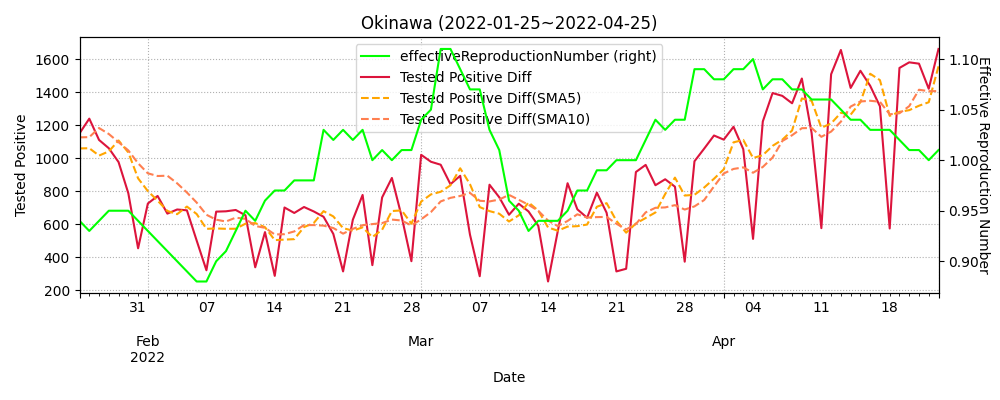 Okinawa (2022-01-25~2022-04-25)
effectiveReproductionNumber (right)
Tested Positive Diff
Tested Positive Diff(SMA5)
Tested Positive Diff(SMA10)
Tested Positive
1600
1400
1200
1000
800
600
400
200
1.10
1.05
1.00
0.95
0.90
Effective Reproduction Number
31 07 14 21 28 07 14 21 28 04 11 18
Feb Mar Apr
2022
Date